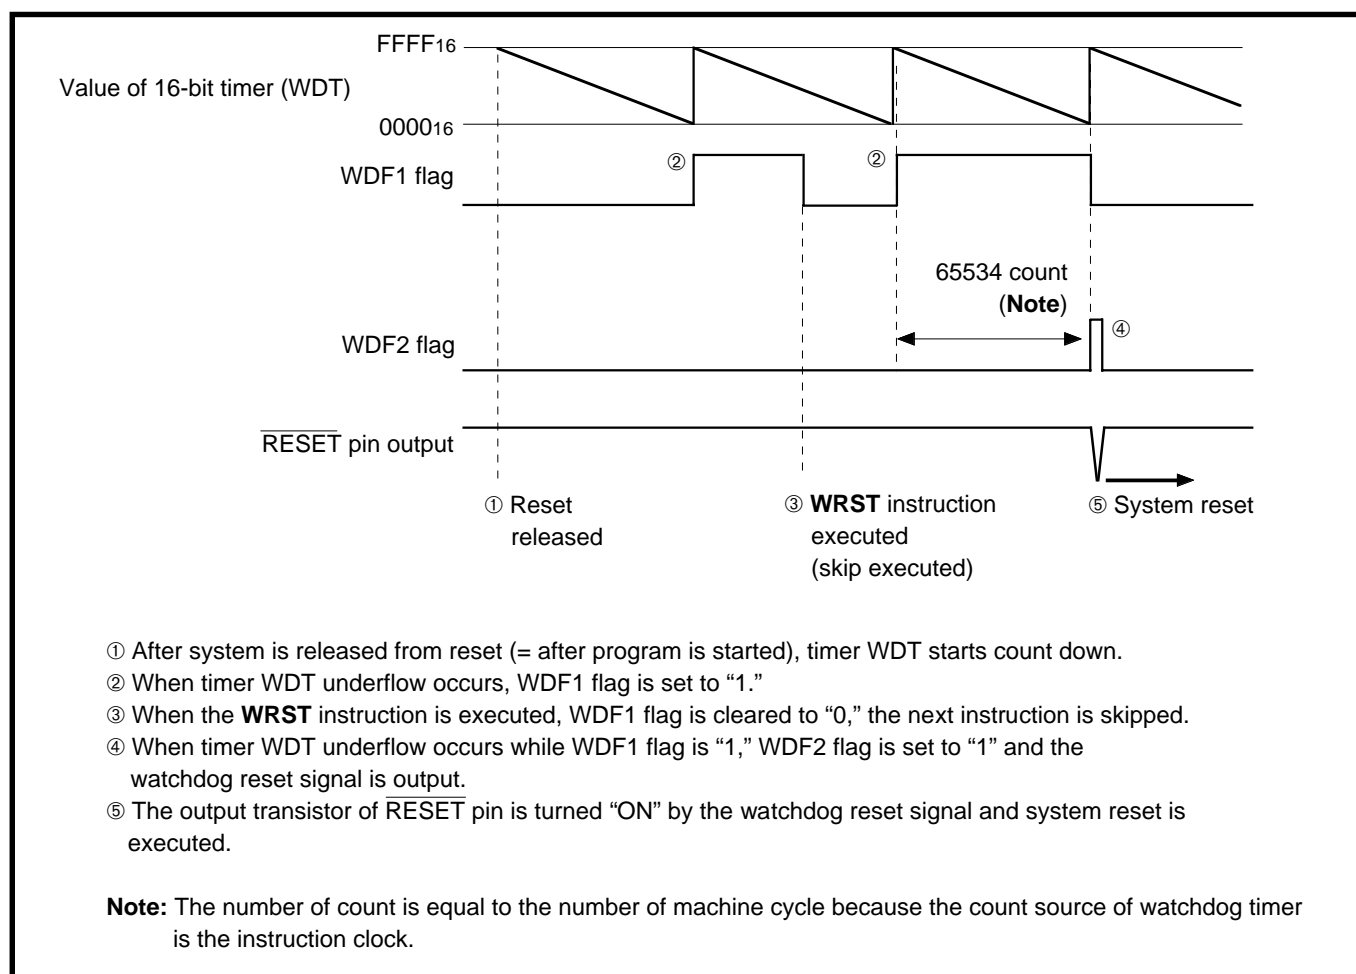 FFFF16
Value of 16-bit timer (WDT)
000016
② ②
WDF1 flag
65534 count
(Note)
④
WDF2 flag
RESET pin output
① Reset
released
③ WRST instruction
executed
(skip executed)
⑤ System reset
① After system is released from reset (= after program is started), timer WDT starts count down.
② When timer WDT underflow occurs, WDF1 flag is set to “1.”
③ When the WRST instruction is executed, WDF1 flag is cleared to “0,” the next instruction is skipped.
④ When timer WDT underflow occurs while WDF1 flag is “1,” WDF2 flag is set to “1” and the
watchdog reset signal is output.
⑤ The output transistor of RESET pin is turned “ON” by the watchdog reset signal and system reset is
executed.
Note: The number of count is equal to the number of machine cycle because the count source of watchdog timer
is the instruction clock.